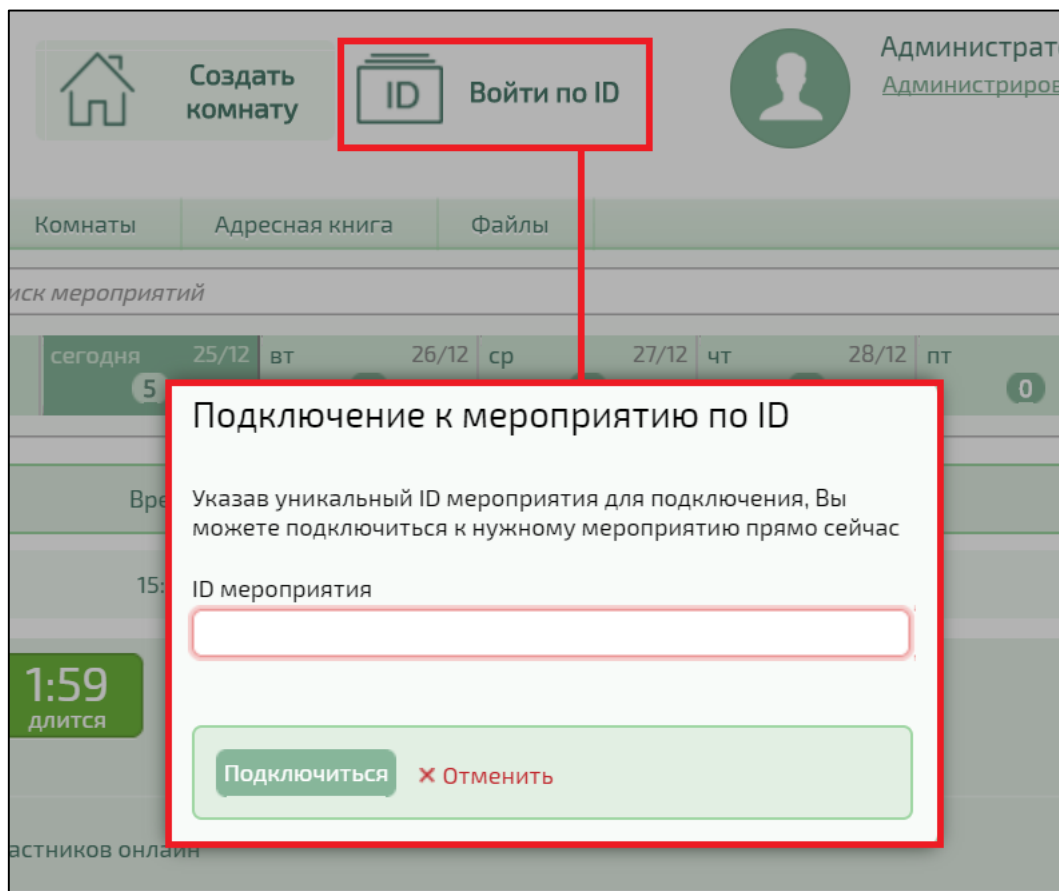 Создать
комнату
ID
Войти по ID
Администрат
Администриров
Комнаты
Адресная книга
Файлы
иск мероприятий
сегодня 25/12 вт 26/12 ср 27/12 чт 28/12 пт
5
0
Подключение к мероприятию по ID
Вре
Указав уникальный ID мероприятия для подключения, Вы
можете подключиться к нужному мероприятию прямо сейчас
15:
ID мероприятия
1:59
длится
Подключиться
× Отменить
астников онлайн